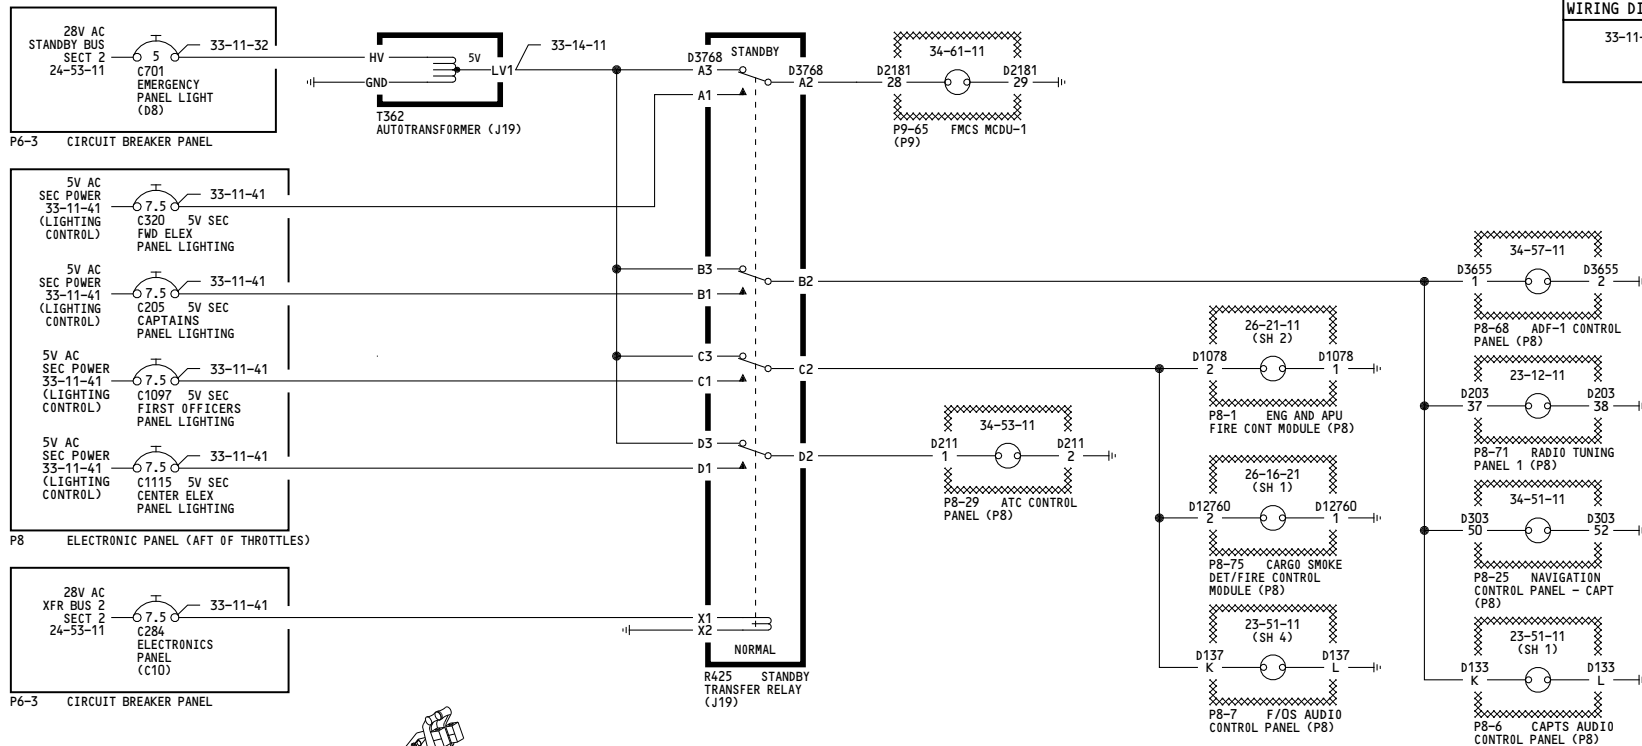 28V AC
STANDBY BUS
SECT 2
24-53-11
5
33-11-32
C701
EMERGENCY
PANEL LIGHT
(D8)
P6-3 CIRCUIT BREAKER PANEL
HV
GND
5V
LV1
33-14-11
T362
AUTOTRANSFORMER (J19)
5V AC
SEC POWER
33-11-41
(LIGHTING
CONTROL)
7.5
33-11-41
C320 5V SEC
FWD ELEX
PANEL LIGHTING
5V AC
SEC POWER
33-11-41
(LIGHTING
CONTROL)
7.5
33-11-41
C205 5V SEC
CAPTAINS
PANEL LIGHTING
5V AC
SEC POWER
33-11-41
(LIGHTING
CONTROL)
7.5
33-11-41
C1097 5V SEC
FIRST OFFICERS
PANEL LIGHTING
5V AC
SEC POWER
33-11-41
(LIGHTING
CONTROL)
7.5
33-11-41
C1115 5V SEC
CENTER ELEX
PANEL LIGHTING
P8 ELECTRONIC PANEL (AFT OF THROTTLES)
28V AC
XFR BUS 2
SECT 2
24-53-11
7.5
33-11-41
C284
ELECTRONICS
PANEL
(C10)
P6-3 CIRCUIT BREAKER PANEL
STANDBY
D3768
A3
A1
D3768
A2
B3
B1
B2
C3
C1
C2
D3
D1
D2
X1
X2
NORMAL
R425 STANDBY
TRANSFER RELAY
(J19)
34-61-11
D2181
28
D2181
29
P9-65 FMCS MCDU-1
(P9)
34-53-11
D211
1
D211
2
P8-29 ATC CONTROL
PANEL (P8)
26-21-11
(SH 2)
D1078
2
D1078
1
P8-1 ENG AND APU
FIRE CONT MODULE (P8)
26-16-21
(SH 1)
D12760
2
D12760
1
P8-75 CARGO SMOKE
DET/FIRE CONTROL
MODULE (P8)
23-51-11
(SH 4)
D137
K
D137
L
P8-7 F/OS AUDIO
CONTROL PANEL (P8)
WIRING DI
33-11-
34-57-11
D3655
1
D3655
2
P8-68 ADF-1 CONTROL
PANEL (P8)
23-12-11
D203
37
D203
38
P8-71 RADIO TUNING
PANEL 1 (P8)
34-51-11
D303
50
D303
52
P8-25 NAVIGATION
CONTROL PANEL - CAPT
(P8)
23-51-11
(SH 1)
D133
K
D133
L
P8-6 CAPTS AUDIO
CONTROL PANEL (P8)